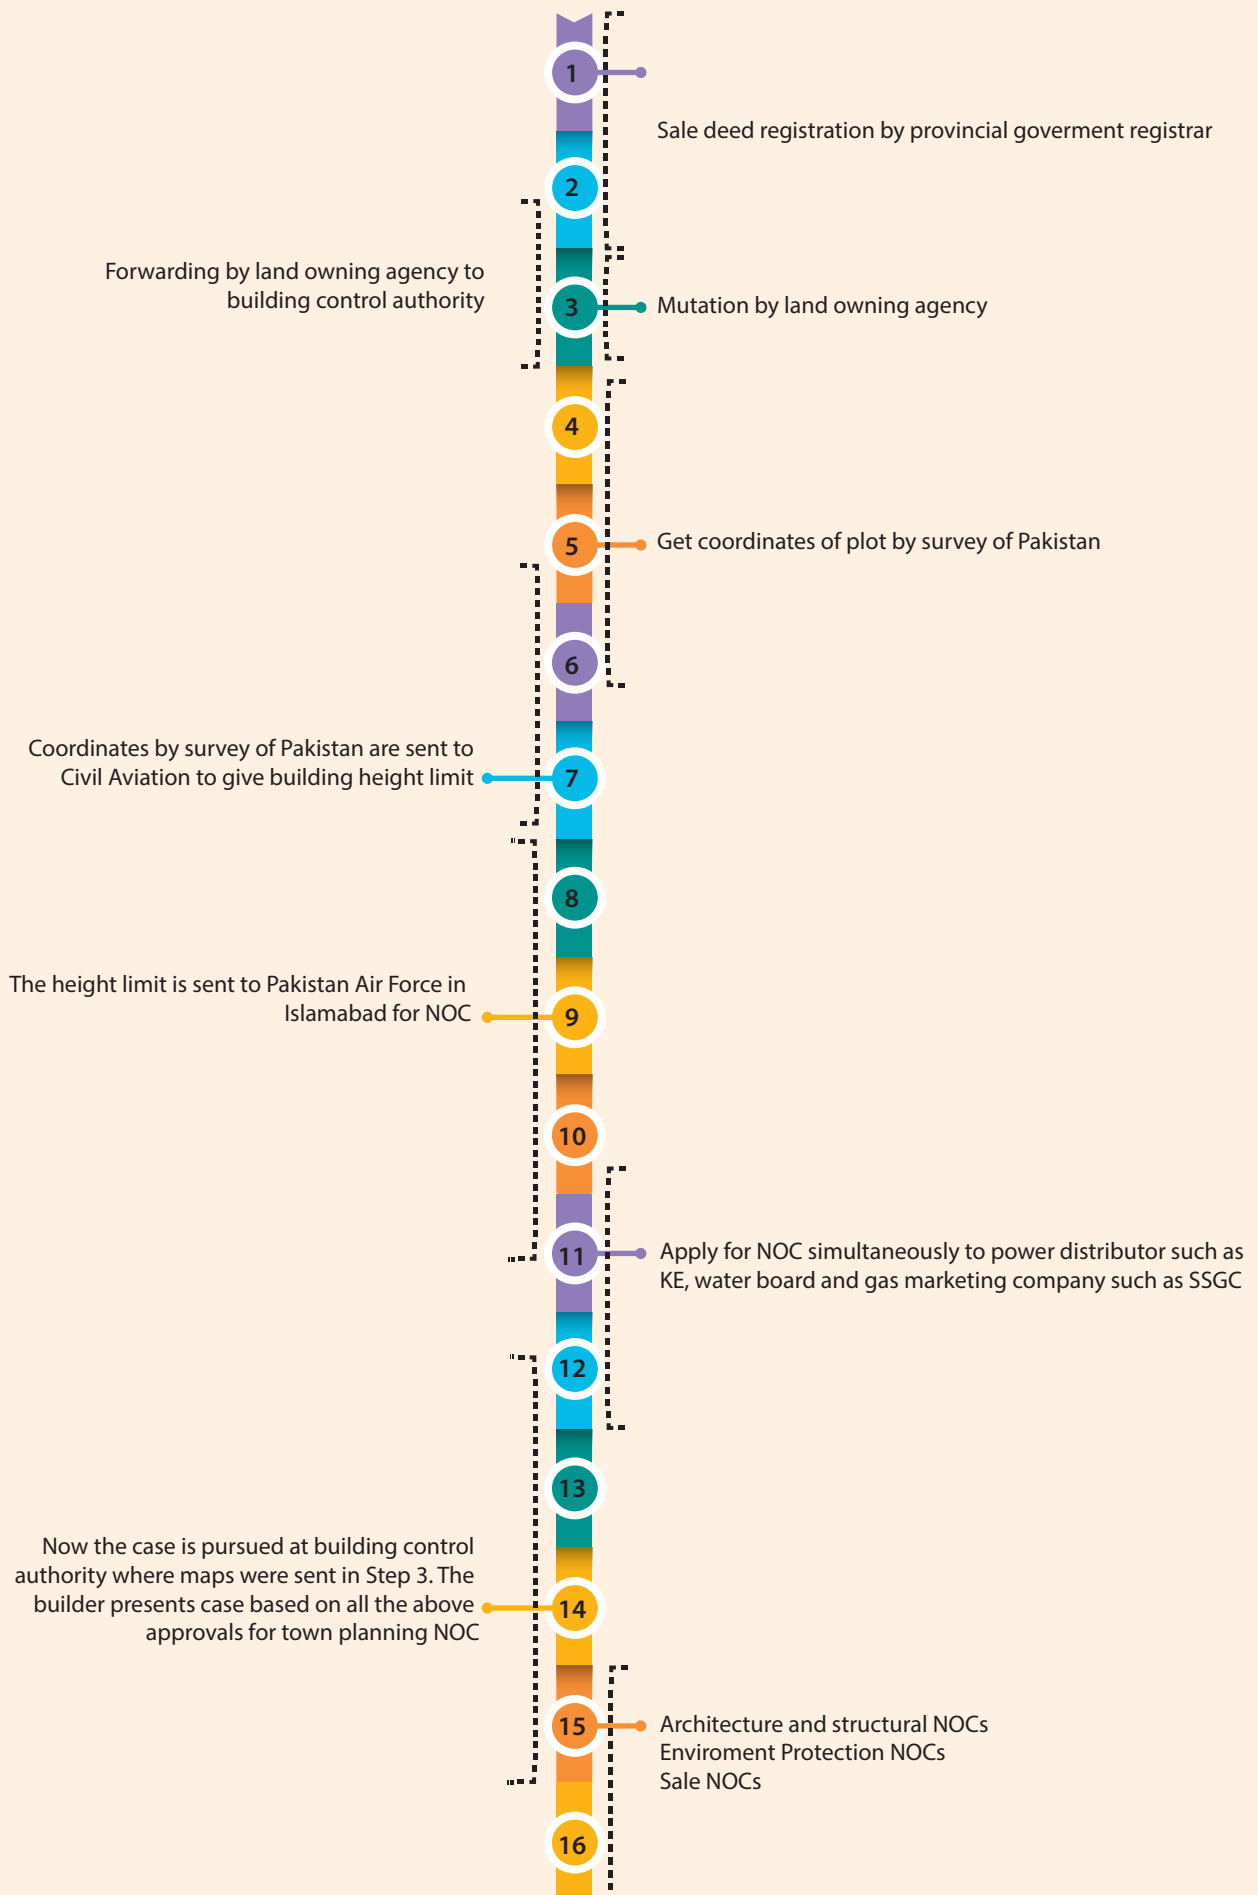 1
Sale deed registration by provincial goverment registrar
2
Forwarding by land owning agency to
building control authority
3
Mutation by land owning agency
4
5
Get coordinates of plot by survey of Pakistan
6
Coordinates by survey of Pakistan are sent to
Civil Aviation to give building height limit
7
8
The height limit is sent to Pakistan Air Force in
Islamabad for NOC
9
10
11
Apply for NOC simultaneously to power distributor such as
KE, water board and gas marketing company such as SSGC
12
13
Now the case is pursued at building control
authority where maps were sent in Step 3. The
builder presents case based on all the above
approvals for town planning NOC
14
15
Architecture and structural NOCs
Enviroment Protection NOCs
Sale NOCs
16